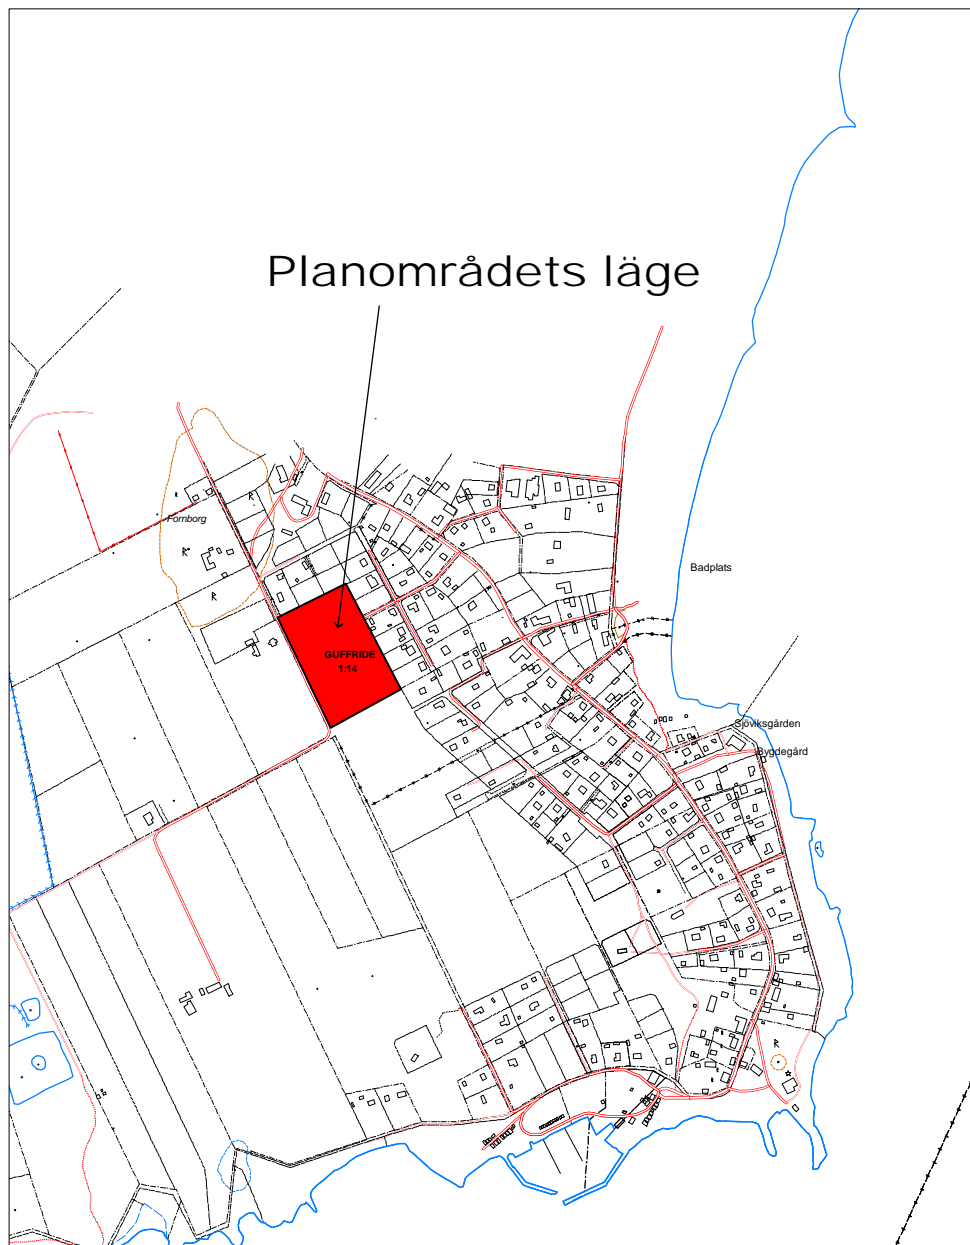 Planområdets läge
Fornborg
R
R
R
Badplats
GUFFRIDE
1:14
Sjöviksgården
Bygdegård
R